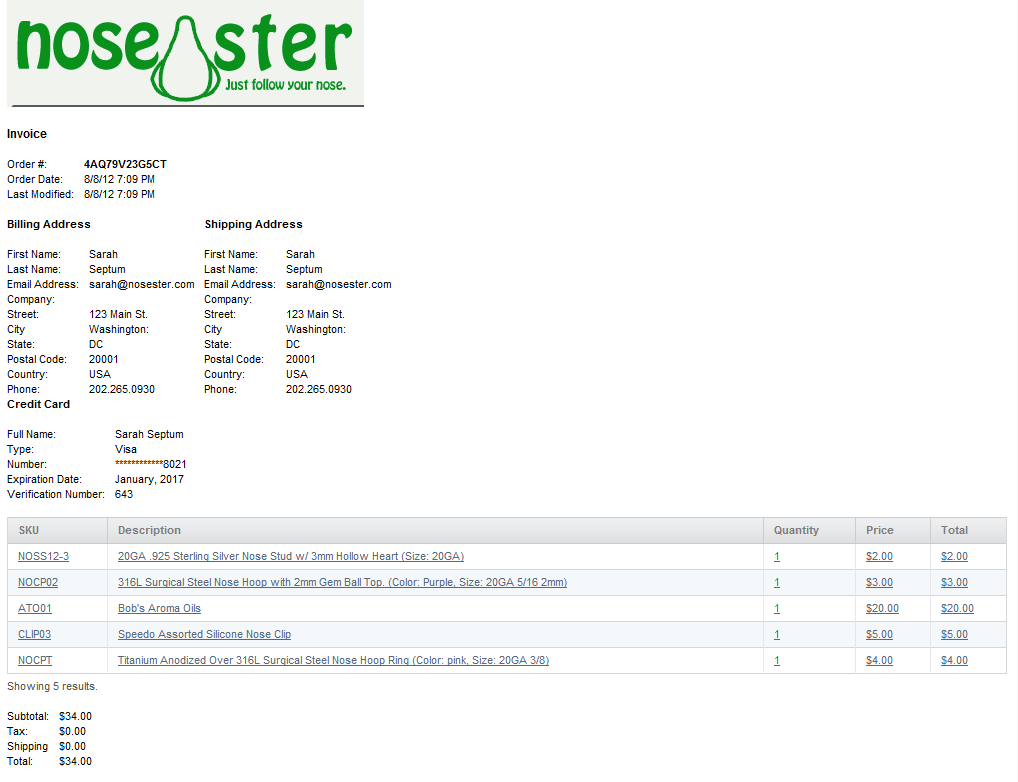 nose ster
Just follow your nose.
Invoice
Order #: 4AQ79V23G5CT
Order Date: 8/8/12 7:09 PM
Last Modified: 8/8/12 7:09 PM
Billing Address Shipping Address
First Name: Sarah First Name: Sarah
Last Name: Septum Last Name: Septum
Email Address: sarah@nosester.com Email Address: sarah@nosester.com
Company: Company:
Street: 123 Main St. Street: 123 Main St.
City Washington: City Washington:
State: DC State: DC
Postal Code: 20001 Postal Code: 20001
Country: USA Country: USA
Phone: 202.265.0930 Phone: 202.265.0930
Credit Card
Full Name: Sarah Septum
Type: Visa
Number: ************8021
Expiration Date: January, 2017
Verification Number: 643
SKU Description Quantity Price Total
NOSS12-3 20GA .925 Sterling Silver Nose Stud w/ 3mm Hollow Heart (Size: 20GA) 1 $2.00 $2.00
NOCP02 316L Surgical Steel Nose Hoop with 2mm Gem Ball Top. (Color: Purple, Size: 20GA 5/16 2mm) 1 $3.00 $3.00
ATO01 Bob's Aroma Oils 1 $20.00 $20.00
CLIP03 Speedo Assorted Silicone Nose Clip 1 $5.00 $5.00
NOCPT Titanium Anodized Over 316L Surgical Steel Nose Hoop Ring (Color: pink, Size: 20GA 3/8) 1 $4.00 $4.00
Showing 5 results.
Subtotal: $34.00
Tax: $0.00
Shipping $0.00
Total: $34.00